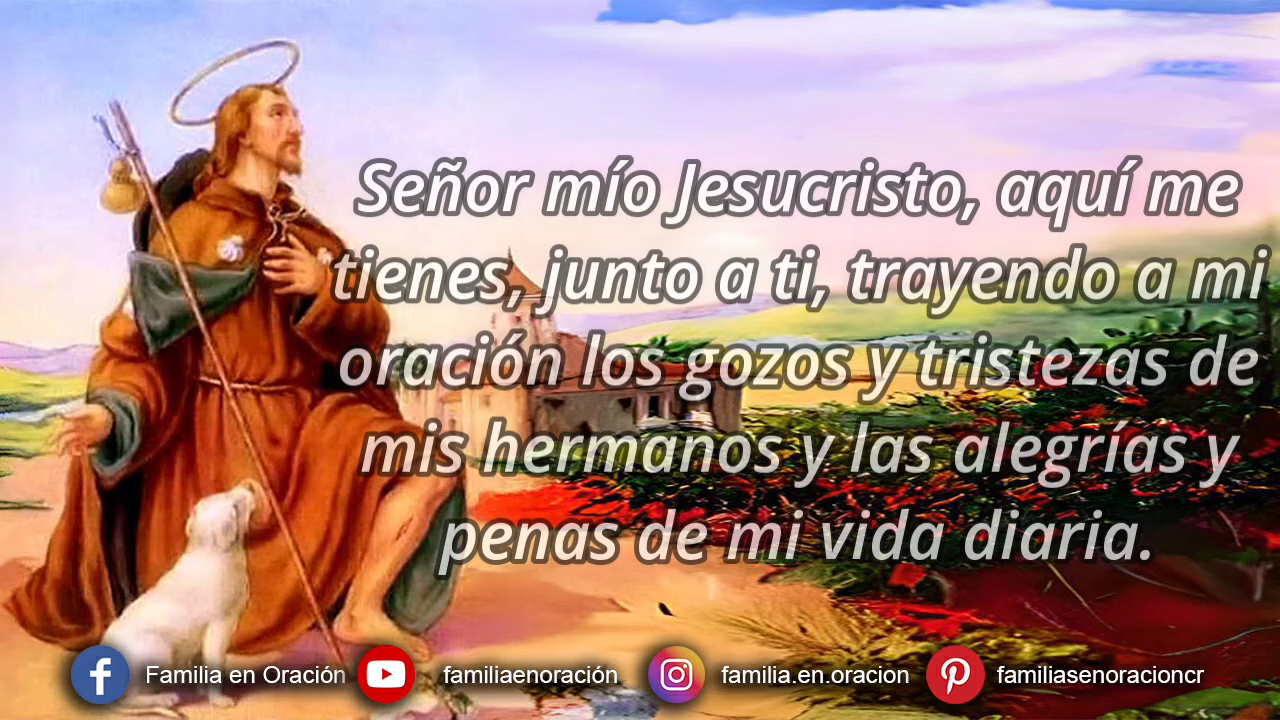 Señor mío Jesucristo, aquí me
tienes, junto a ti, trayendo a mi
oración los gozos y tristezas de
mis hermanos y las alegrías y
penas de mi vida diaria.
Familia en Oración familiaenoración familia.en.oracion familiasenoracioncr